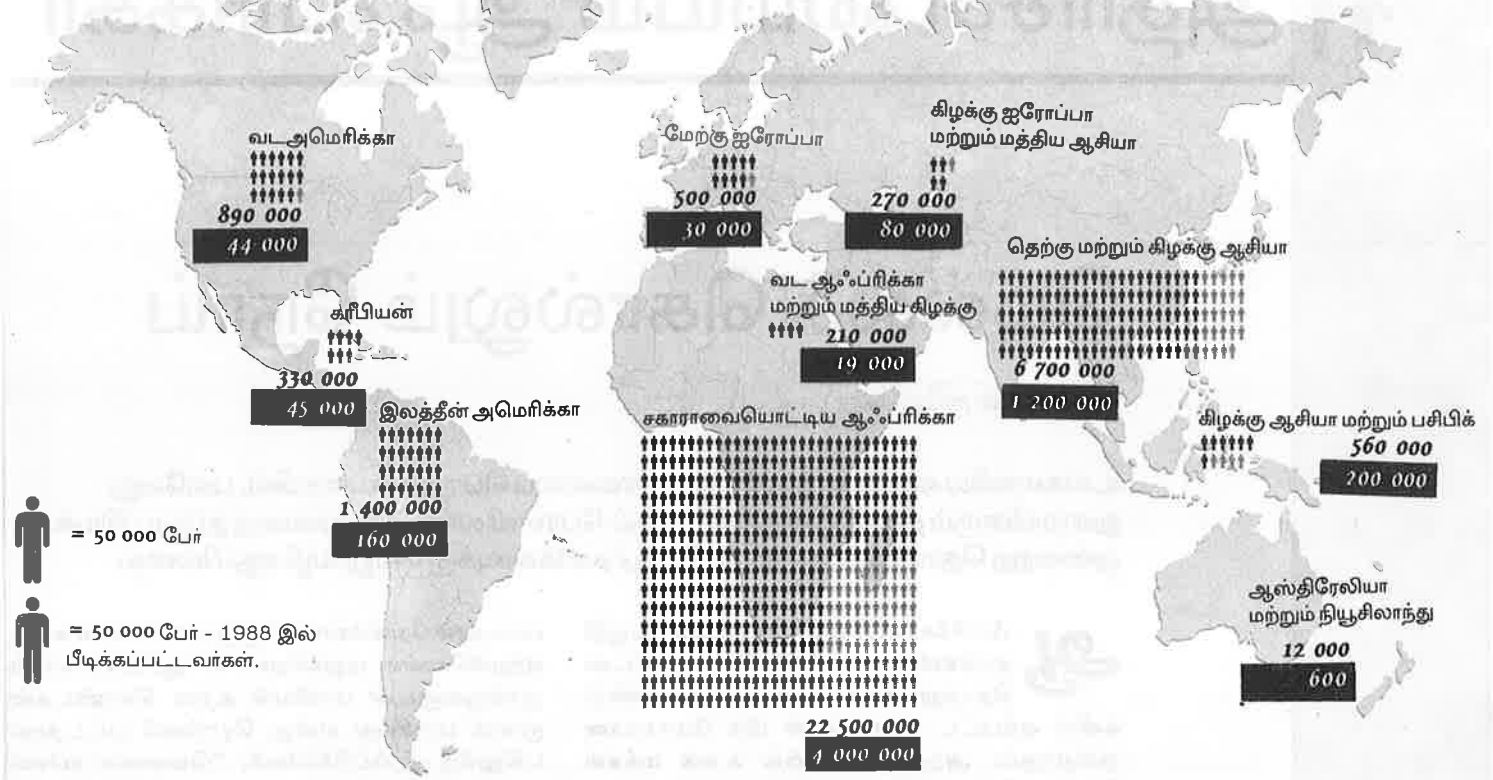 வடஅமெரிக்கா
890 000
44 000
கரீபியன்
330 000
45 000
இலத்தீன் அமெரிக்கா
1 400 000
160 000
மேற்கு ஐரோப்பா
500 000
30 000
கிழக்கு ஐரோப்பா
மற்றும் மத்திய ஆசியா
270 000
80 000
வட ஆஃப்ரிக்கா
மற்றும் மத்திய கிழக்கு
210 000
19 000
சகாராவையொட்டிய ஆஃப்ரிக்கா
22 500 000
4 000 000
தெற்கு மற்றும் கிழக்கு ஆசியா
6 700 000
1 200 000
கிழக்கு ஆசியா மற்றும் பசிபிக்
560 000
200 000
ஆஸ்திரேலியா
மற்றும் நியூசிலாந்து
12 000
600
= 50 000 பேர்
= 50 000 பேர் - 1988 இல்
பீடிக்கப்பட்டவர்கள்.